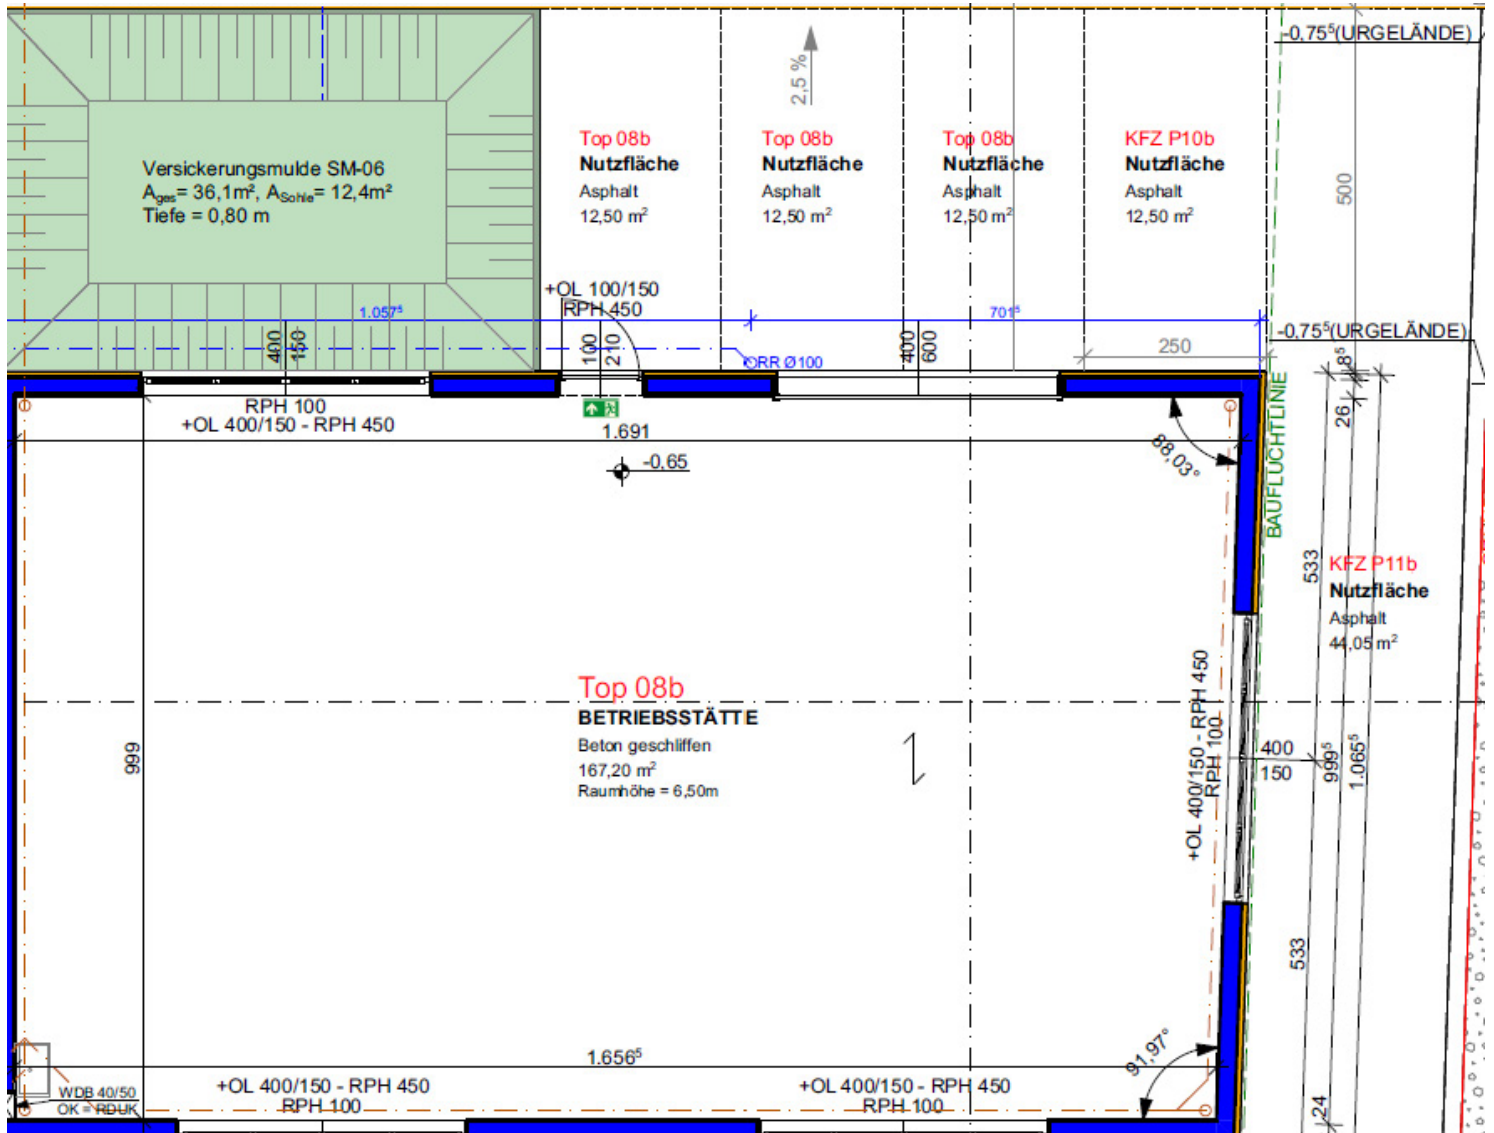 -0,75⁵(URGELÄNDE)
2,5 %
500
Versickerungsmulde SM-06
Ages= 36,1m², ASohle= 12,4m²
Tiefe = 0,80 m
Top 08b
Nutzfläche
Asphalt
12,50 m²
Top 08b
Nutzfläche
Asphalt
12,50 m²
Top 08b
Nutzfläche
Asphalt
12,50 m²
KFZ P10b
Nutzfläche
Asphalt
12,50 m²
+OL 100/150
RPH 450
1.057⁵
701⁵
-0,75⁵(URGELÄNDE)
400
150
100
210
RR Ø100
400
600
250
8⁵
26
RPH 100
+OL 400/150 - RPH 450
1.691
-0.65
88,03°
BAUFLUCHTLINIE
533
KFZ P11b
Nutzfläche
Asphalt
44,05 m²
Top 08b
BETRIEBSSTÄTTE
Beton geschliffen
167,20 m²
Raumhöhe = 6,50m
999
+OL 400/150 - RPH 450
RPH 100
400
150
999⁵
1.065⁵
533
91,97°
1.656⁵
WDB 40/50
OK = RDUK
+OL 400/150 - RPH 450
RPH 100
+OL 400/150 - RPH 450
RPH 100
24